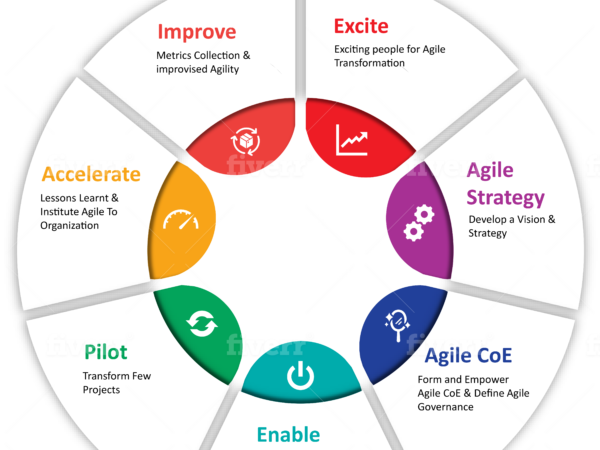 Improve
Metrics Collection &
improvised Agility
Excite
Exciting people for Agile
Transformation
Agile
Strategy
Develop a Vision &
Strategy
Agile CoE
Form and Empower
Agile CoE & Define Agile
Governance
Enable
Pilot
Transform Few
Projects
Accelerate
Lessons Learnt &
Institute Agile To
Organization
fiverr
fiverr
fiverr
fiverr